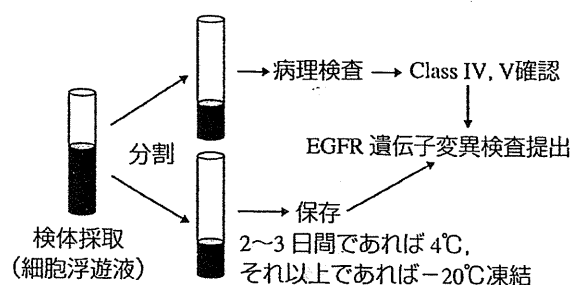 病理検査
Class IV, V確認
分割
EGFR 遺伝子変異検査提出
保存
検体採取
(細胞浮遊液)
2〜3日間であれば 4℃,
それ以上であれば−20℃凍結